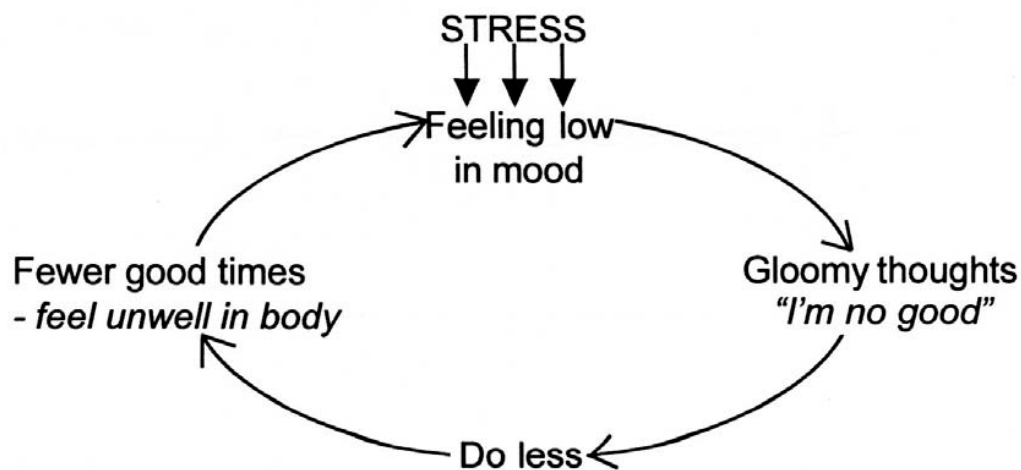 STRESS
Feeling low
in mood
Gloomy thoughts
“I’m no good”
Do less
Fewer good times
- feel unwell in body